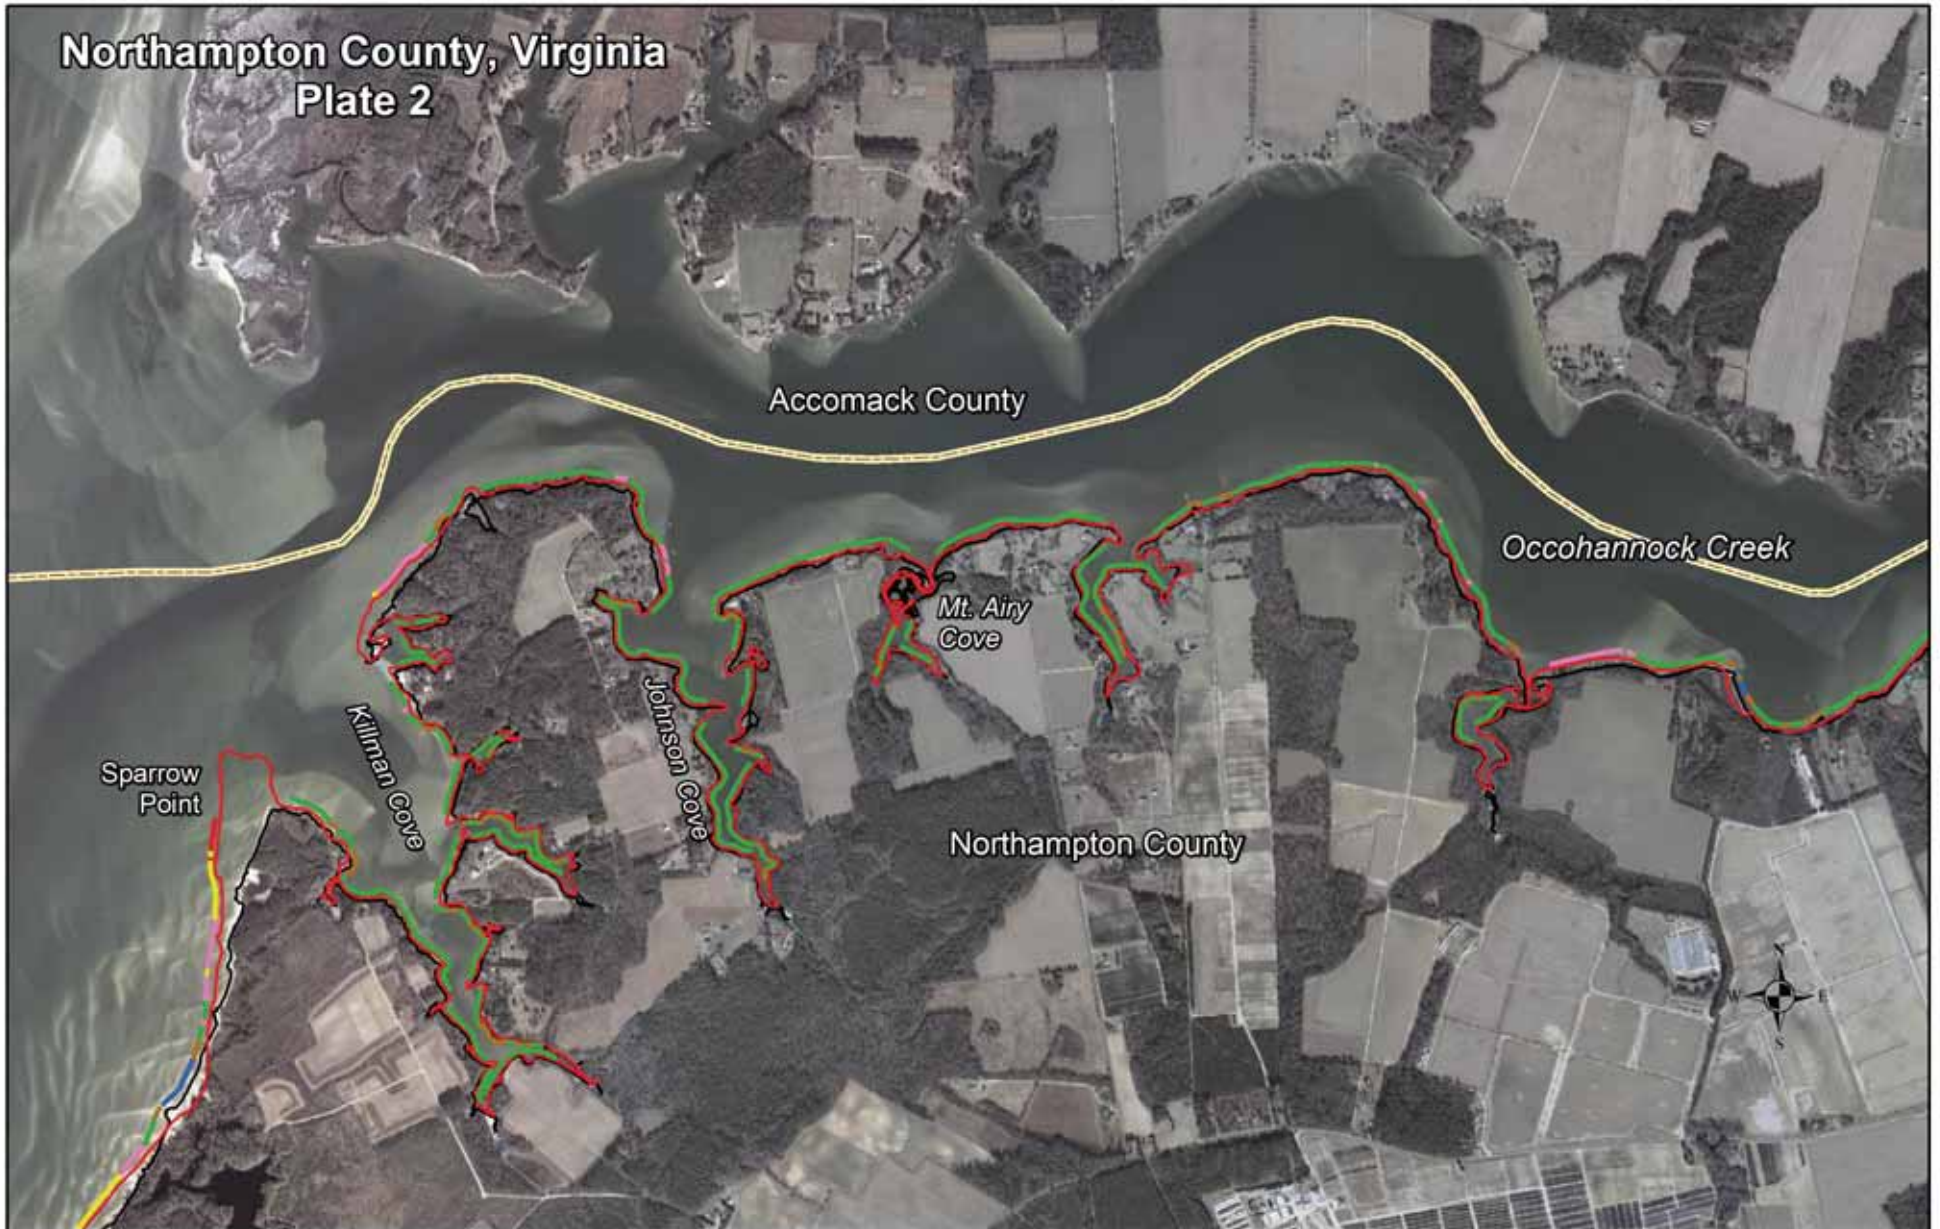 Northampton County, Virginia
Plate 2
Accomack County
Occohannock Creek
Mt. Airy
Cove
Johnson Cove
Killman Cove
Sparrow
Point
Northampton County
N
W
E
S